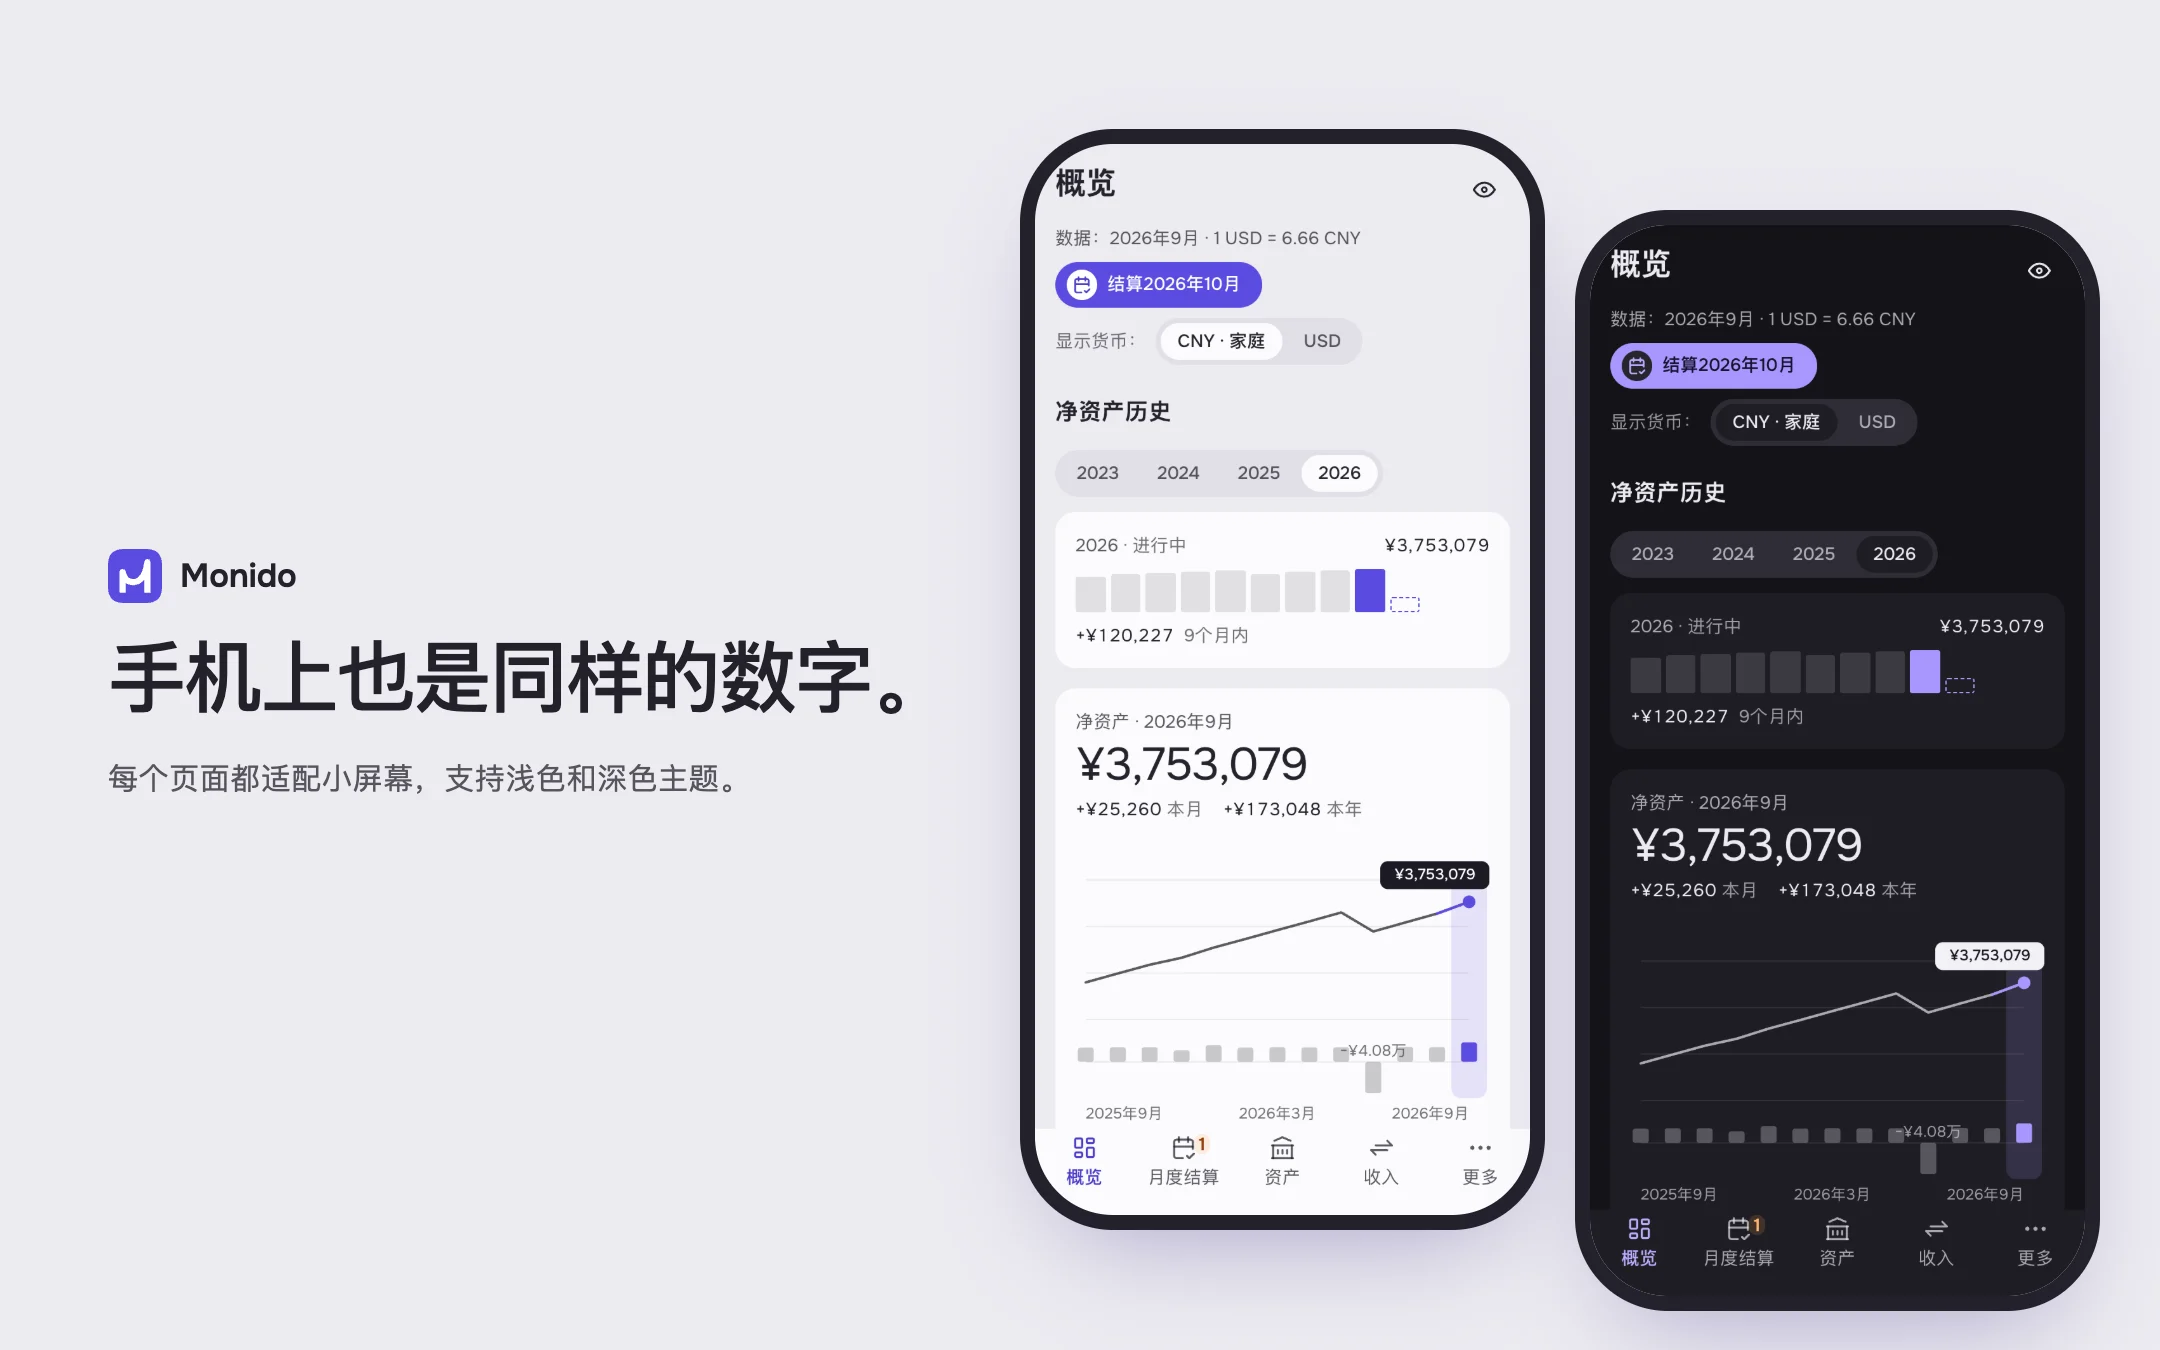 Monido
手机上也是同样的数字。
每个页面都适配小屏幕，支持浅色和深色主题。
概览
数据：2026年9月 · 1 USD = 6.66 CNY
结算2026年10月
显示货币： CNY · 家庭 USD
净资产历史
2023 2024 2025 2026
2026 · 进行中 ¥3,753,079
+¥120,227 9个月内
净资产 · 2026年9月
¥3,753,079
+¥25,260 本月 +¥173,048 本年
¥3,753,079
-¥4.08万
2025年9月 2026年3月 2026年9月
1
概览 月度结算 资产 收入 更多
概览
数据：2026年9月 · 1 USD = 6.66 CNY
结算2026年10月
显示货币： CNY · 家庭 USD
净资产历史
2023 2024 2025 2026
2026 · 进行中 ¥3,753,079
+¥120,227 9个月内
净资产 · 2026年9月
¥3,753,079
+¥25,260 本月 +¥173,048 本年
¥3,753,079
-¥4.08万
2025年9月 2026年3月 2026年9月
1
概览 月度结算 资产 收入 更多